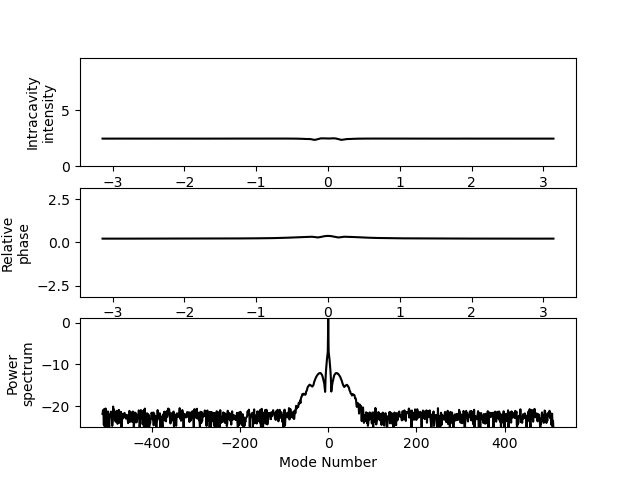 Intracavity
intensity
5
0
−3 −2 −1 0 1 2 3
Relative
phase
2.5
0.0
−2.5
−3 −2 −1 0 1 2 3
Power
spectrum
0
−10
−20
−400 −200 0 200 400
Mode Number